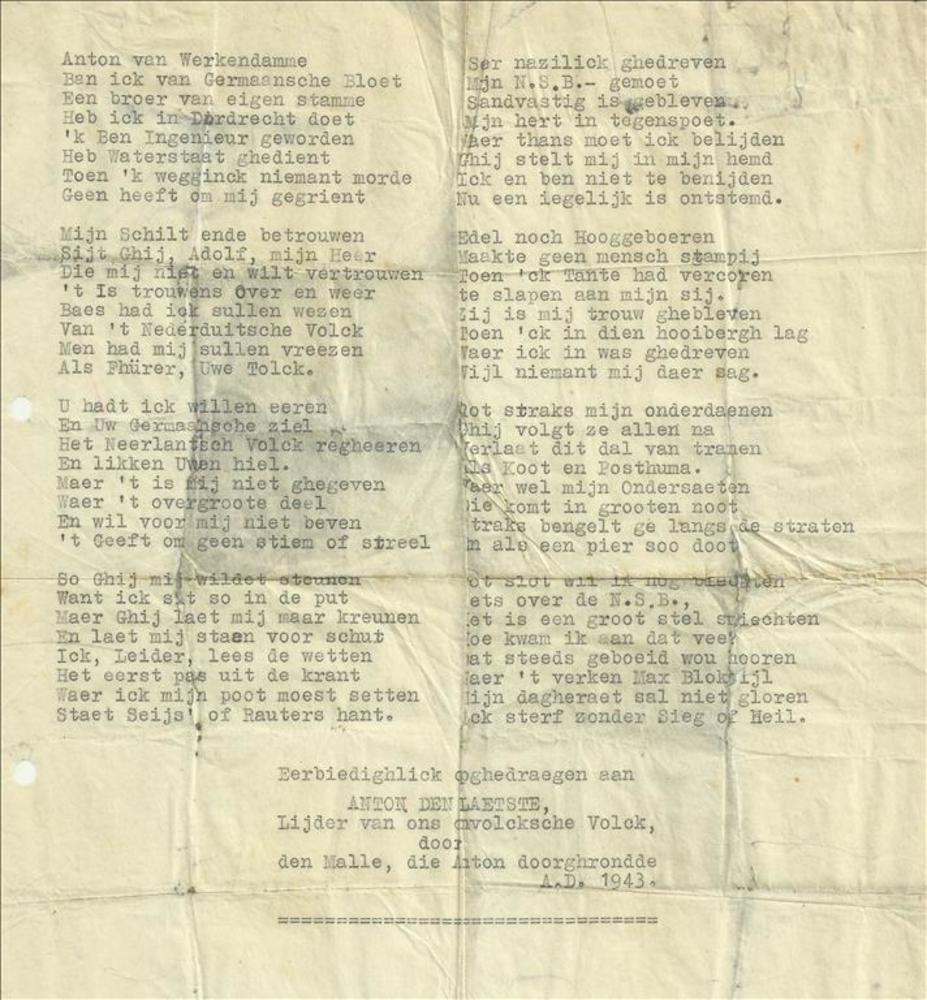 Anton van Werkendamme
Ben ick van Germaansche Bloet
Een broer van eigen stamme
Heb ick in Dordrecht doet
'k Ben Ingenieur geworden
Heb Waterstaat ghedient
Toen 'k wegginck niemant morde
Geen heeft om mij gegrient

Mijn Schilt ende betrouwen
Sijt Ghij, Adolf, mijn Heer
Die mij niet en wilt vertrouwen
't Is trouwens Over en weer
Baes had ick sullen wezen
Van 't Nederduitsche Volck
Men had mij sullen vreezen
Als Fhürer, Uwe Tolck.

U hadt ick willen eeren
En Uw Germaansche ziel
Het Neerlantsch Volck regheeren
En likken Uwen hiel.
Maer 't is mij niet ghegeven
Waer 't overgroote deel
En wil voor mij niet beven
't Geeft om geen stiem of streel

So Ghij mij wildet steunen
Want ick sit so in de put
Maer Ghij laet mij maar kreunen
En laet mij staen voor schut
Ick, Leider, lees de wetten
Het eerst pas uit de krant
Waer ick mijn poot moest setten
Staet Seijs' of Rauters hant.

Ser nazilick ghedreven
Mijn N.S.B.- gemoet
Sandvastig is gebleven
Mijn hert in tegenspoet.
thans moet ick belijden
Ghij stelt mij in mijn hemd
Ick en ben niet te benijden
Nu een iegelijk is ontstemd.

Edel noch Hooggeboeren
Maakte geen mensch stampij
Toen 'ck Tante had vercoren
te slapen aan mijn sij.
Zij is mij trouw ghebleven
Toen 'ck in dien hooibergh lag
Waer ick in was ghedreven
Wijl niemant mij daer sag.

Tot straks mijn onderdaenen
Ghij volgt ze allen na
Verlaat dit dal van tranen
Als Koot en Posthuma.
Vaer wel mijn Ondersaeten
Die komt in grooten noot
Straks bengelt ge langs de straten
En als een pier soo doot

Tot slot wil ik nog
Iets over de N.S.B.,
Het is een groot stel
Hoe kwam ik aan dat vee
Dat steeds geboeid wou hooren
Naer 't verken Max Blokzijl
Mijn dagheraet sal niet gloren
Ick sterf zonder Sieg of Heil.

Eerbiedighlick opghedraegen aan
ANTON DEN LAETSTE,
Lijder van ons onvolcksche Volck,
door
den Malle, die Anton doorghrondde
A.D. 1943.
=================================